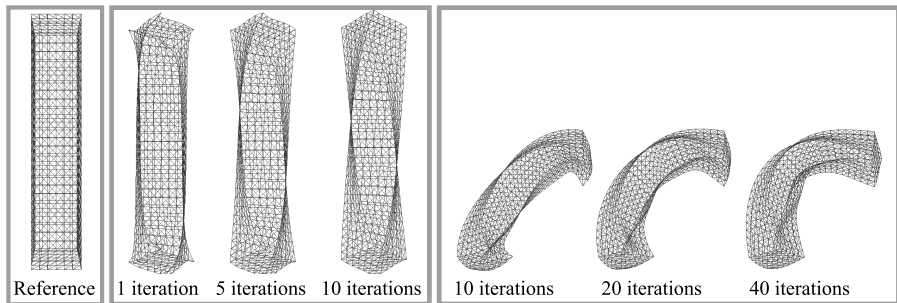 Reference
1 iteration
5 iterations
10 iterations
10 iterations
20 iterations
40 iterations